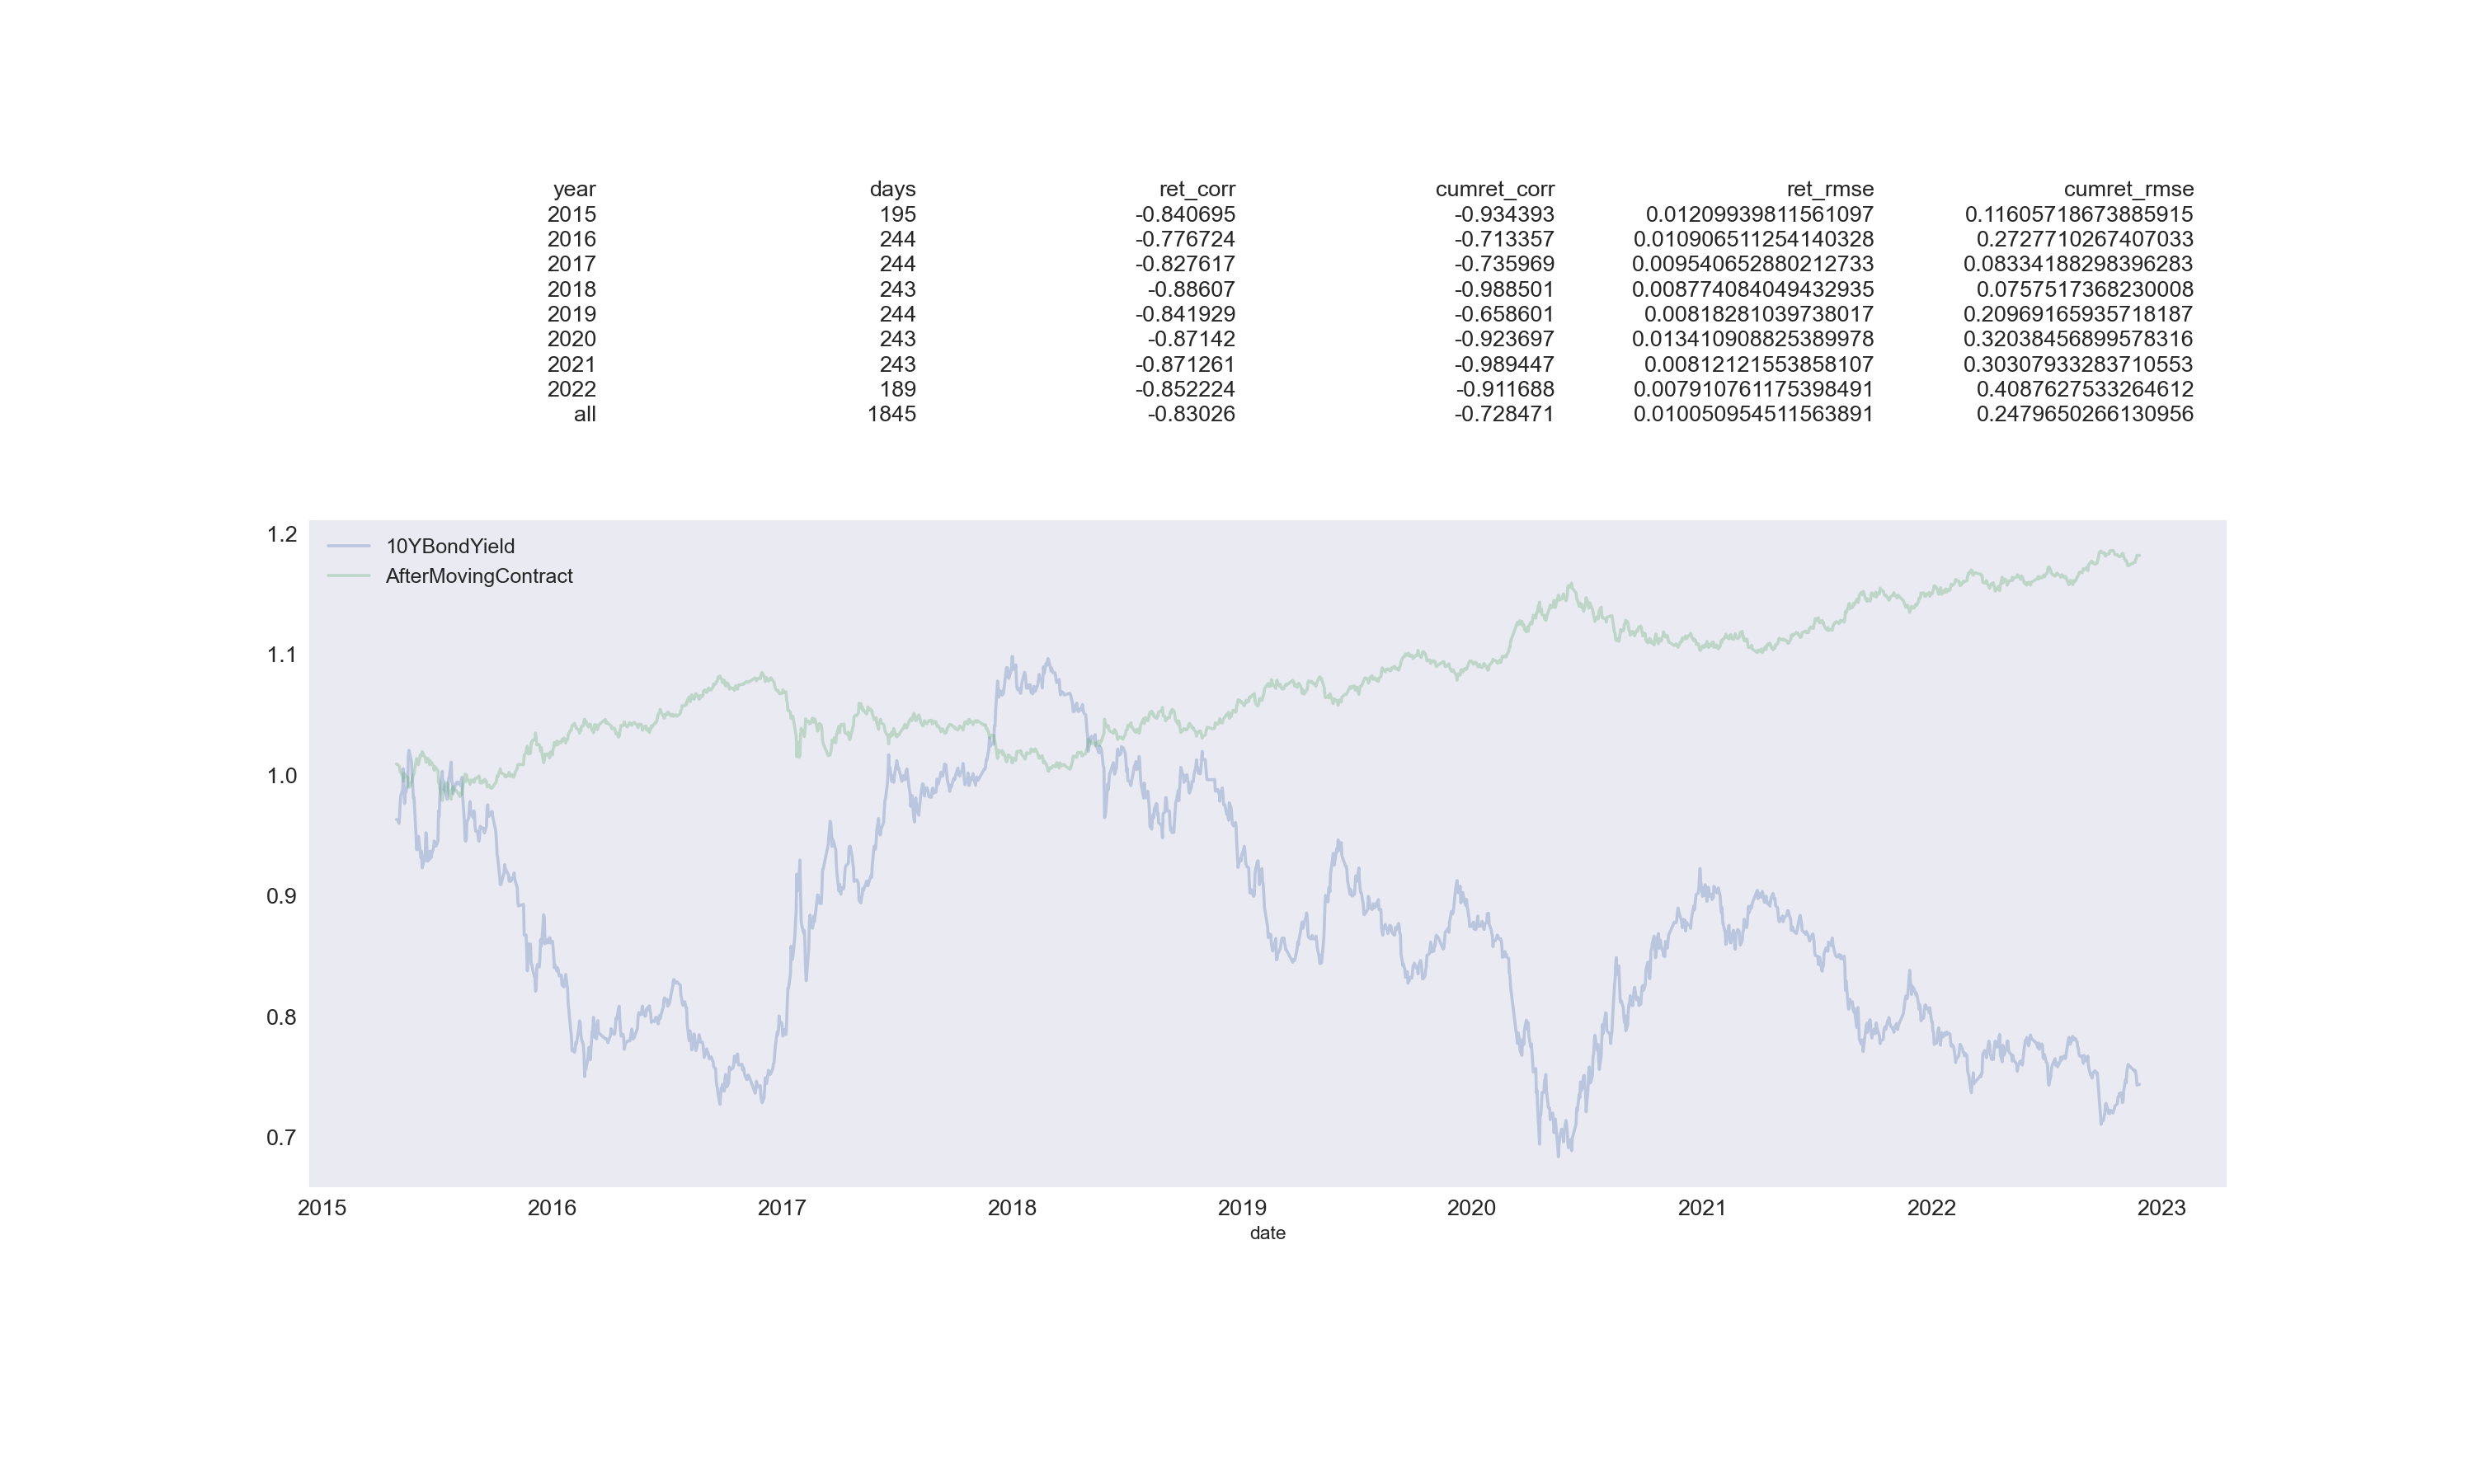 year days ret_corr cumret_corr ret_rmse cumret_rmse
2015 195 -0.840695 -0.934393 0.01209939811561097 0.11605718673885915
2016 244 -0.776724 -0.713357 0.010906511254140328 0.2727710267407033
2017 244 -0.827617 -0.735969 0.009540652880212733 0.08334188298396283
2018 243 -0.88607 -0.988501 0.008774084049432935 0.0757517368230008
2019 244 -0.841929 -0.658601 0.00818281039738017 0.20969165935718187
2020 243 -0.87142 -0.923697 0.013410908825389978 0.32038456899578316
2021 243 -0.871261 -0.989447 0.00812121553858107 0.303079333283710553
2022 189 -0.852224 -0.911688 0.007910761175398491 0.4087627533264612
all 1845 -0.83026 -0.728471 0.010050954511563891 0.2479650266130956
1.2
10YBondYield
AfterMovingContract
1.1
1.0
0.9
0.8
0.7
2015 2016 2017 2018 2019 2020 2021 2022 2023
date